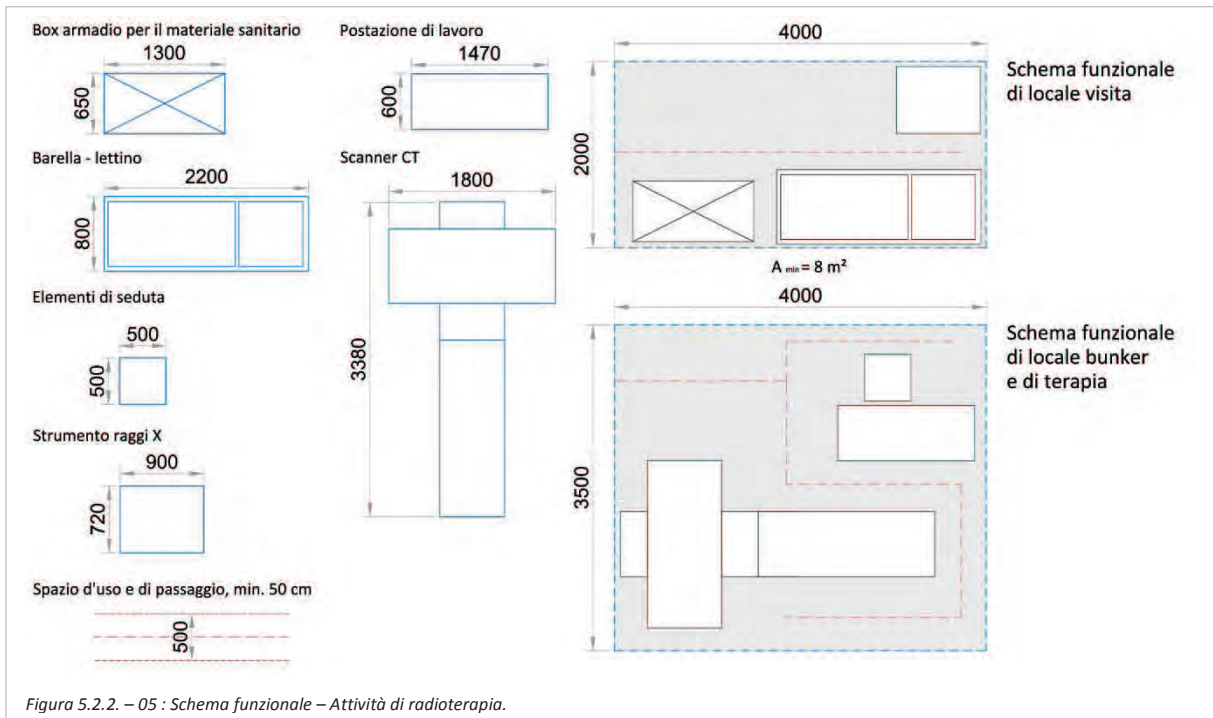 Box armadio per il materiale sanitario
1300
650
Barella - lettino
2200
800
Elementi di seduta
500
500
Strumento raggi X
900
720
Spazio d'uso e di passaggio, min. 50 cm
500
Postazione di lavoro
1470
600
Scanner CT
1800
3380
4000
2000
Schema funzionale
di locale visita
A min = 8 m²
4000
3500
Schema funzionale
di locale bunker
e di terapia
Figura 5.2.2. – 05 : Schema funzionale – Attività di radioterapia.